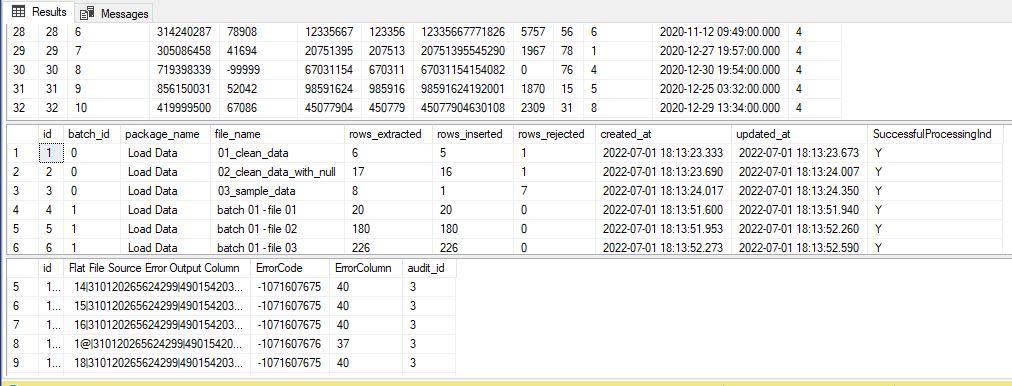 Results Messages
28 28 6 314240287 78908 12335667 123356 12335667771826 5757 56 6 2020-11-12 09:49:00.000 4
29 29 7 305086458 41694 20751395 207513 20751395545290 1967 78 1 2020-12-27 19:57:00.000 4
30 30 8 719398339 -99999 67031154 670311 67031154154082 0 76 4 2020-12-30 19:54:00.000 4
31 31 9 856150031 52042 98591624 985916 98591624192001 1870 15 5 2020-12-25 03:32:00.000 4
32 32 10 419999500 67086 45077904 450779 45077904630108 2309 31 8 2020-12-29 13:34:00.000 4
id batch_id package_name file_name rows_extracted rows_inserted rows_rejected created_at updated_at SuccessfulProcessingInd
1 1 0 Load Data 01_clean_data 6 5 1 2022-07-01 18:13:23.333 2022-07-01 18:13:23.673 Y
2 2 0 Load Data 02_clean_data_with_null 17 16 1 2022-07-01 18:13:23.690 2022-07-01 18:13:24.007 Y
3 3 0 Load Data 03_sample_data 8 1 7 2022-07-01 18:13:24.017 2022-07-01 18:13:24.350 Y
4 4 1 Load Data batch 01 - file 01 20 20 0 2022-07-01 18:13:51.600 2022-07-01 18:13:51.940 Y
5 5 1 Load Data batch 01 - file 02 180 180 0 2022-07-01 18:13:51.953 2022-07-01 18:13:52.260 Y
6 6 1 Load Data batch 01 - file 03 226 226 0 2022-07-01 18:13:52.273 2022-07-01 18:13:52.590 Y
id Flat File Source Error Output Column ErrorCode ErrorColumn audit_id
5 1... 14|310120265624299|490154203... -1071607675 40 3
6 1... 15|310120265624299|490154203... -1071607675 40 3
7 1... 16|310120265624299|490154203... -1071607675 40 3
8 1... 1@|310120265624299|49015420... -1071607676 37 3
9 1... 18|310120265624299|490154203... -1071607675 40 3